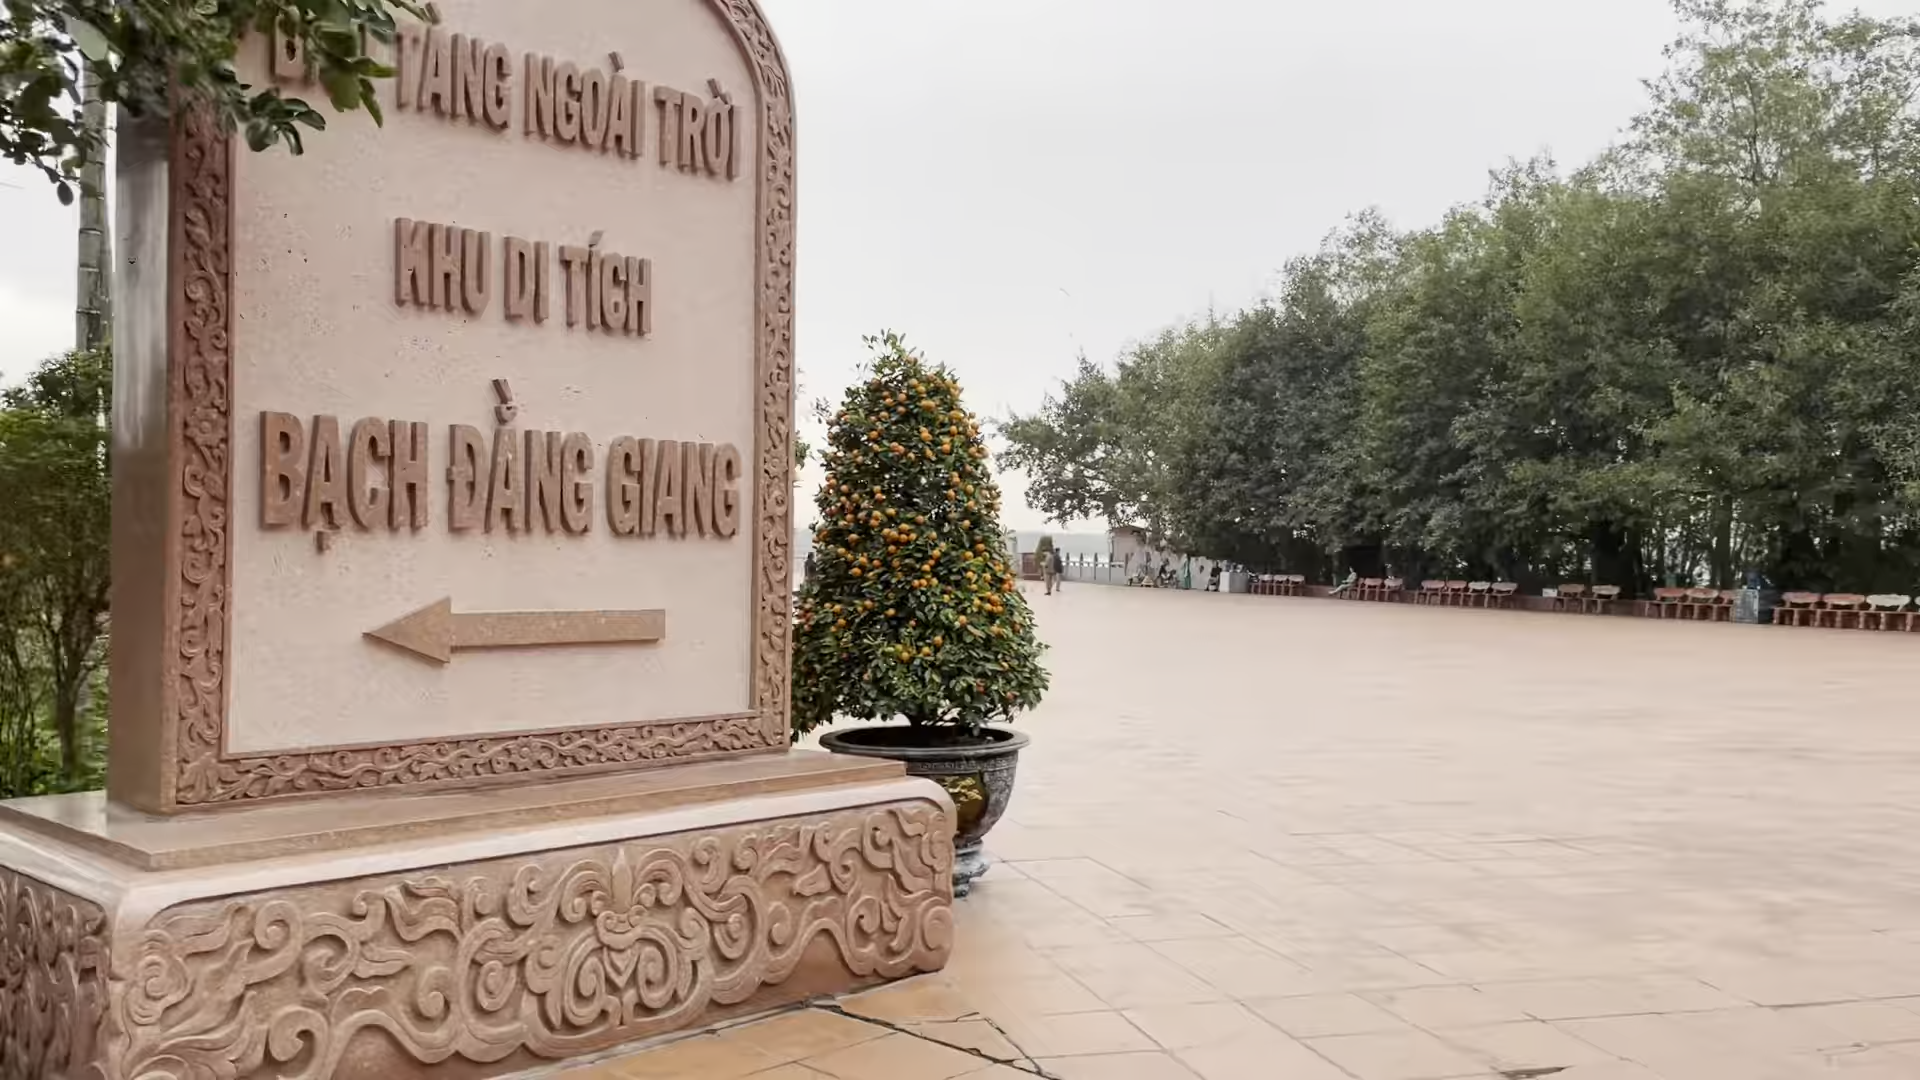 TÀNG NGOÀI TRỜI
KHU DI TÍCH
BẠCH ĐẰNG GIANG